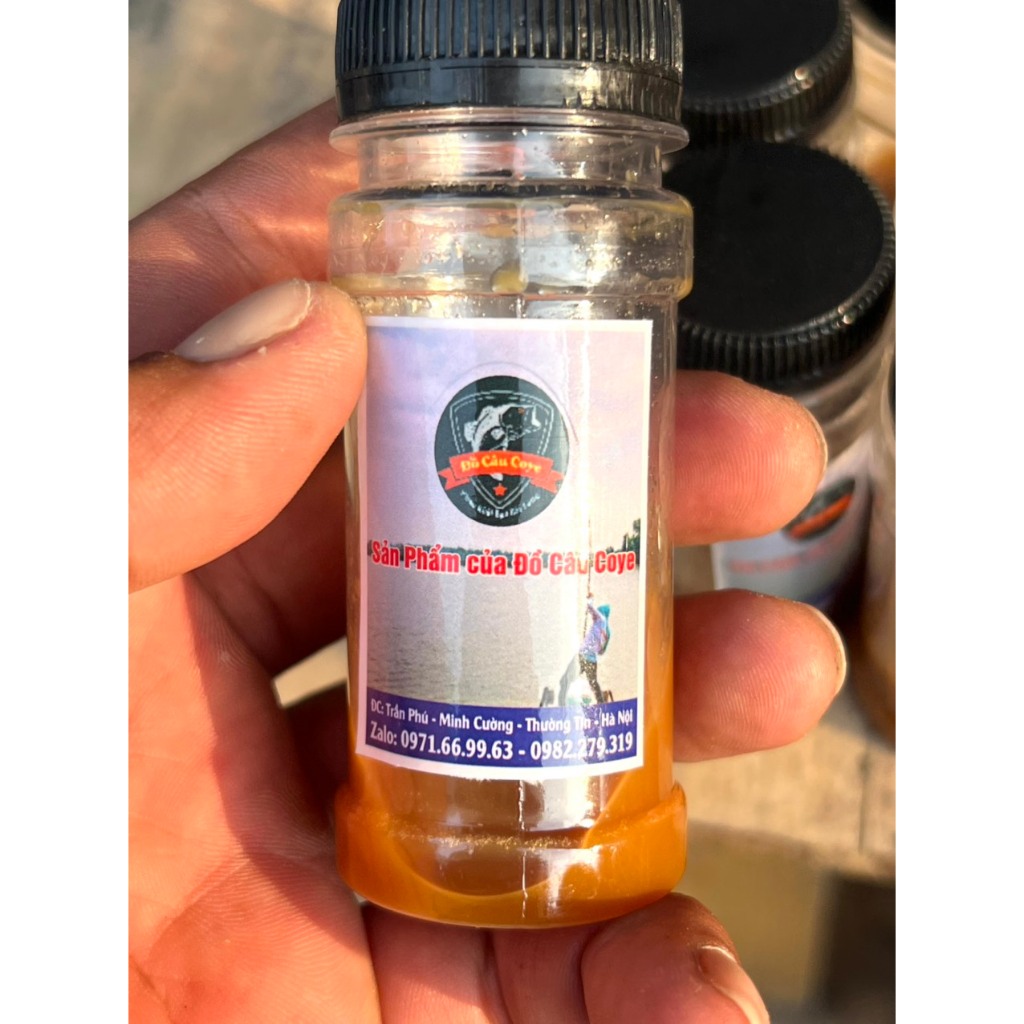 Đồ Câu Coye
Sản Phẩm của Đồ Câu Coye
ĐC: Trần Phú - Minh Cường - Thường Tín - Hà Nội
Zalo: 0971.66.99.63 - 0982.279.319